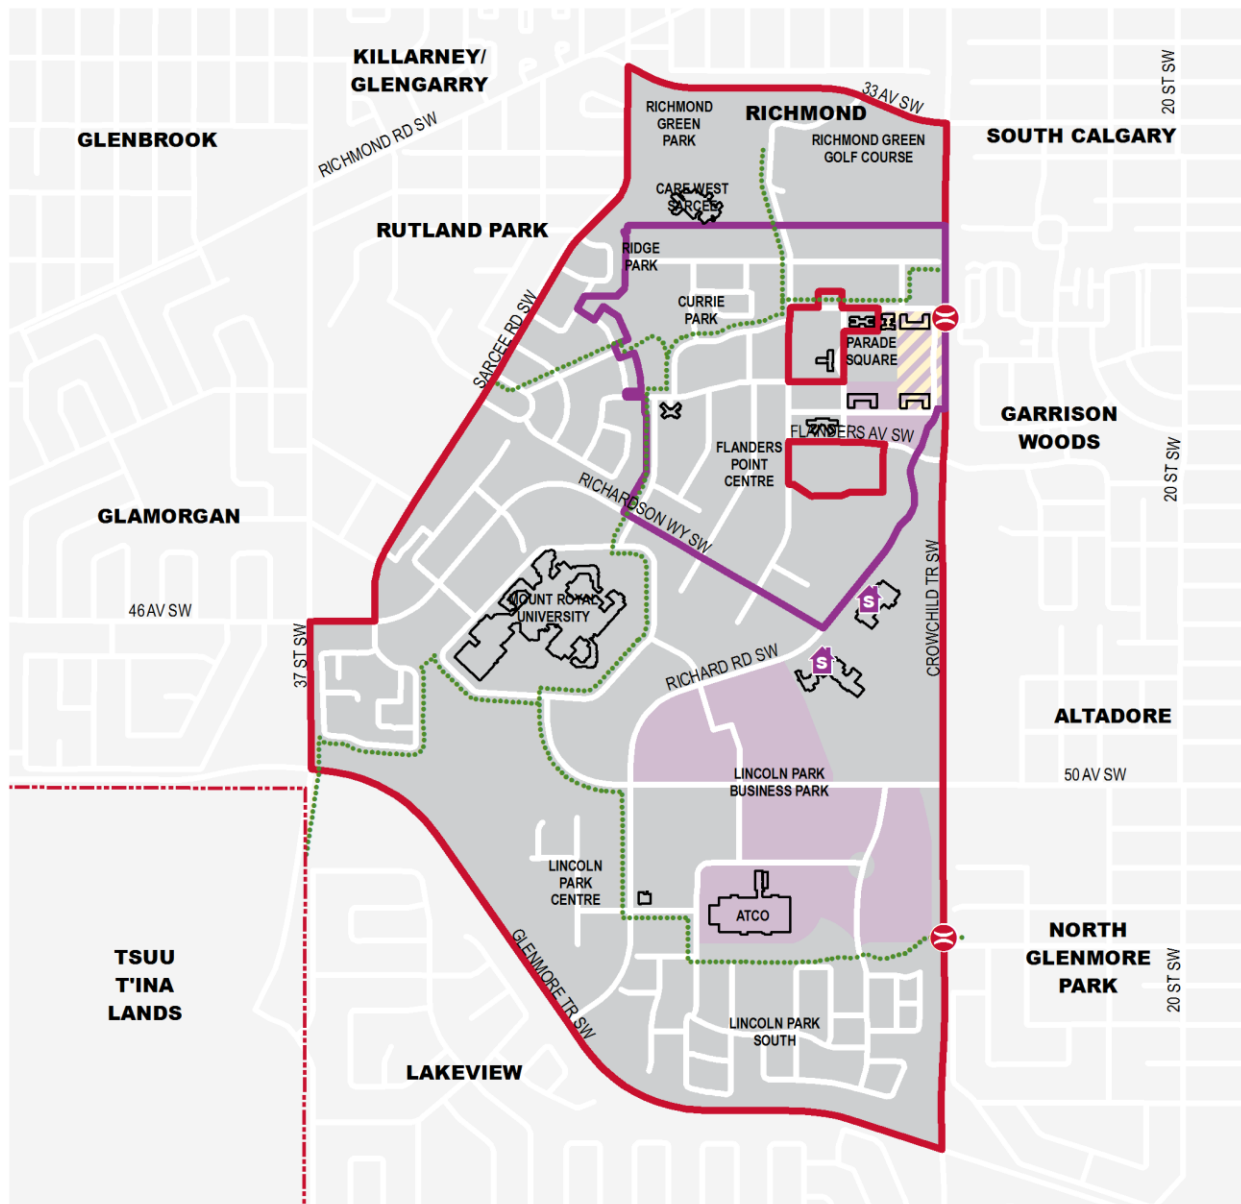 KILLARNEY/
GLENGARRY
20 ST SW
33 AV SW
RICHMOND
GREEN
PARK
RICHMOND
GLENBROOK
RICHMOND RD SW
RICHMOND GREEN
GOLF COURSE
SOUTH CALGARY
CARE WEST
SARCEE
RUTLAND PARK
RIDGE
PARK
CURRIE
PARK
SARCEE RD SW
PARADE
SQUARE
GARRISON
WOODS
FLANDERS AV SW
FLANDERS
POINT
CENTRE
20 ST SW
GLAMORGAN
RICHARDSON WY SW
46 AV SW
MOUNT ROYAL
UNIVERSITY
S
CROWCHILD TR SW
37 ST SW
RICHARD RD SW
S
ALTADORE
LINCOLN PARK
BUSINESS PARK
50 AV SW
LINCOLN
PARK
CENTRE
ATCO
TSUU
T'INA
LANDS
GLENMORE TR SW
NORTH
GLENMORE
PARK
20 ST SW
LINCOLN PARK
SOUTH
LAKEVIEW